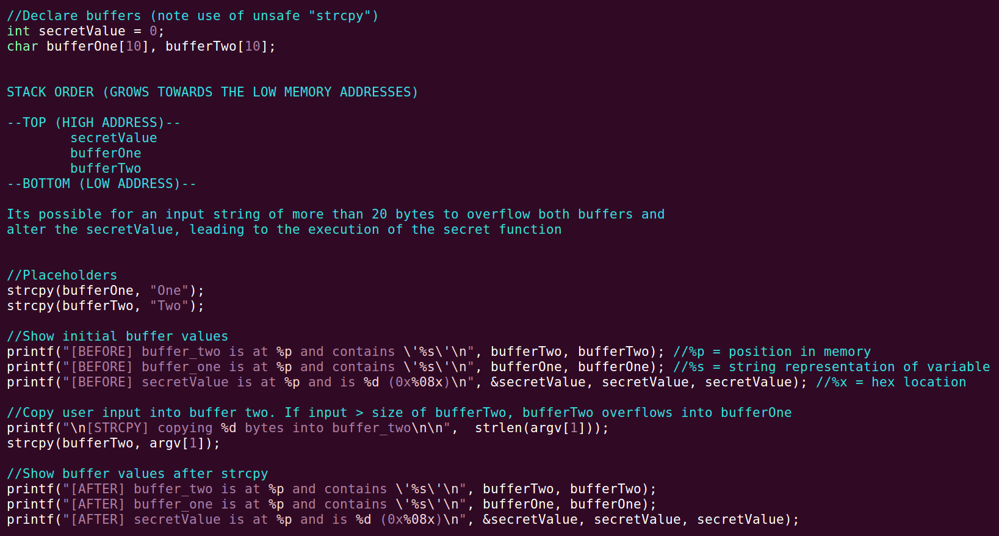 //Declare buffers (note use of unsafe "strcpy")
int secretValue = 0;
char bufferOne[10], bufferTwo[10];
STACK ORDER (GROWS TOWARDS THE LOW MEMORY ADDRESSES)
--TOP (HIGH ADDRESS)--
secretValue
bufferOne
bufferTwo
--BOTTOM (LOW ADDRESS)--
Its possible for an input string of more than 20 bytes to overflow both buffers and
alter the secretValue, leading to the execution of the secret function
//Placeholders
strcpy(bufferOne, "One");
strcpy(bufferTwo, "Two");
//Show initial buffer values
printf("[BEFORE] buffer_two is at %p and contains \'%s\'\n", bufferTwo, bufferTwo); //%p = position in memory
printf("[BEFORE] buffer_one is at %p and contains \'%s\'\n", bufferOne, bufferOne); //%s = string representation of variable
printf("[BEFORE] secretValue is at %p and is %d (0x%08x)\n", &secretValue, secretValue, secretValue); //%x = hex location
//Copy user input into buffer two. If input > size of bufferTwo, bufferTwo overflows into bufferOne
printf("\n[STRCPY] copying %d bytes into buffer_two\n\n",  strlen(argv[1]));
strcpy(bufferTwo, argv[1]);
//Show buffer values after strcpy
printf("[AFTER] buffer_two is at %p and contains \'%s\'\n", bufferTwo, bufferTwo);
printf("[AFTER] buffer_one is at %p and contains \'%s\'\n", bufferOne, bufferOne);
printf("[AFTER] secretValue is at %p and is %d (0x%08x)\n", &secretValue, secretValue, secretValue);